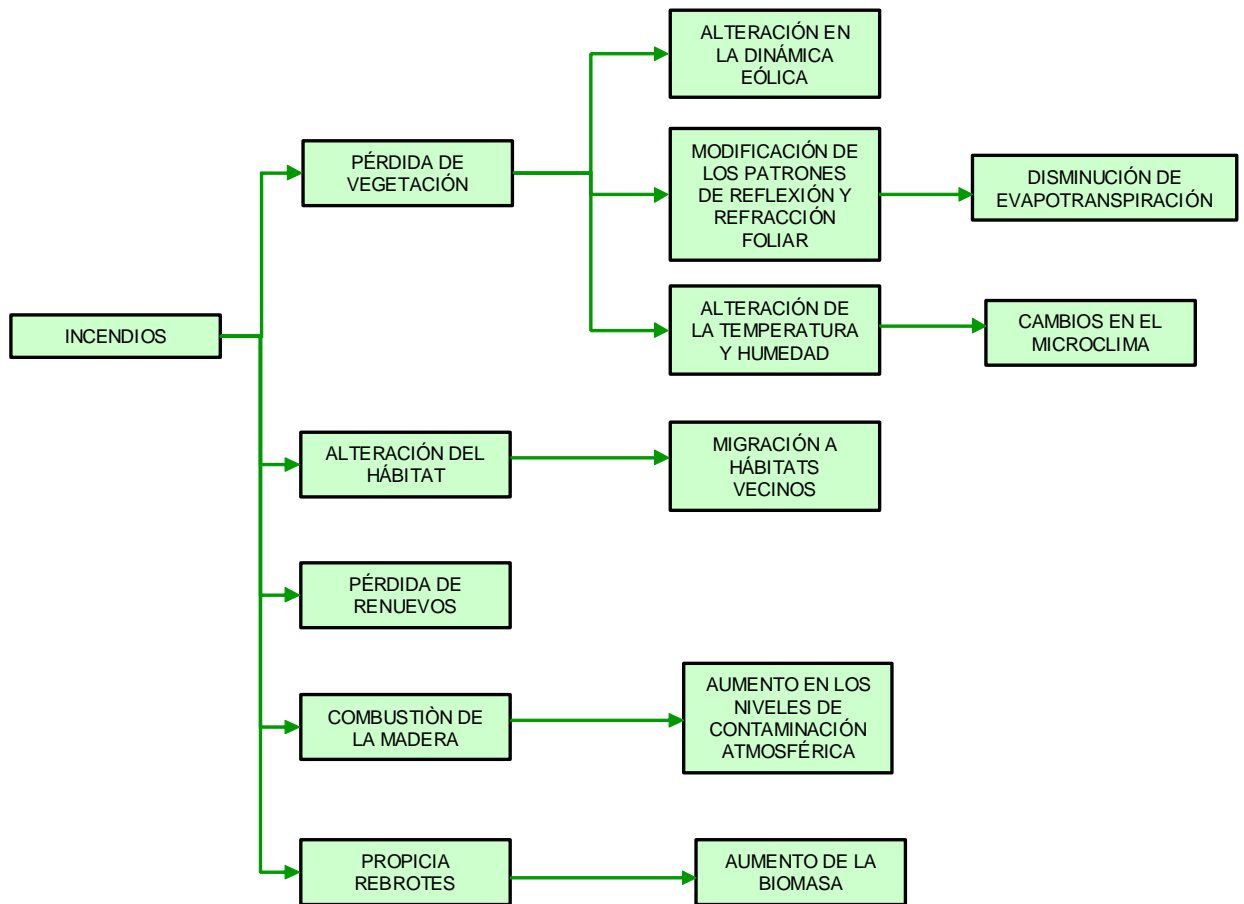 ALTERACIÓN EN
LA DINÁMICA
EÓLICA
PÉRDIDA DE
VEGETACIÓN
MODIFICACIÓN DE
LOS PATRONES
DE REFLEXIÓN Y
REFRACCIÓN
FOLIAR
DISMINUCIÓN DE
EVAPOTRANSPIRACIÓN
INCENDIOS
ALTERACIÓN DE
LA TEMPERATURA
Y HUMEDAD
CAMBIOS EN EL
MICROCLIMA
ALTERACIÓN DEL
HÁBITAT
MIGRACIÓN A
HÁBITATS
VECINOS
PÉRDIDA DE
RENUEVOS
COMBUSTIÒN DE
LA MADERA
AUMENTO EN LOS
NIVELES DE
CONTAMINACIÓN
ATMOSFÉRICA
PROPICIA
REBROTES
AUMENTO DE LA
BIOMASA